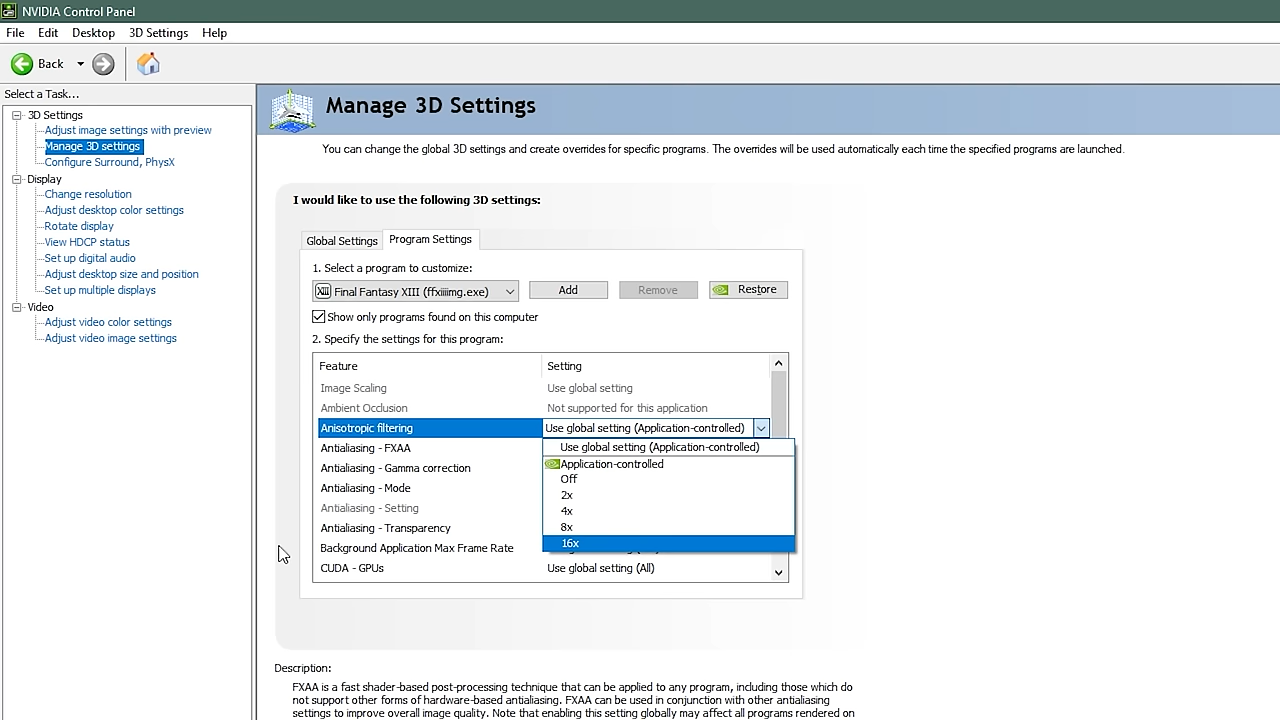 NVIDIA Control Panel
File Edit Desktop 3D Settings Help
Back
Select a Task...
3D Settings
Adjust image settings with preview
Manage 3D settings
Configure Surround, PhysX
Display
Change resolution
Adjust desktop color settings
Rotate display
View HDCP status
Set up digital audio
Adjust desktop size and position
Set up multiple displays
Video
Adjust video color settings
Adjust video image settings
Manage 3D Settings
You can change the global 3D settings and create overrides for specific programs. The overrides will be used automatically each time the specified programs are launched.
I would like to use the following 3D settings:
Global Settings Program Settings
1. Select a program to customize:
XIII Final Fantasy XIII (ffxiiiimg.exe) Add Remove Restore
Show only programs found on this computer
2. Specify the settings for this program:
Feature Setting
Image Scaling Use global setting
Ambient Occlusion Not supported for this application
Anisotropic filtering Use global setting (Application-controlled)
Antialiasing - FXAA Use global setting (Application-controlled)
Antialiasing - Gamma correction Application-controlled
Off
Antialiasing - Mode 2x
Antialiasing - Setting 4x
Antialiasing - Transparency 8x
Background Application Max Frame Rate 16x
CUDA - GPUs Use global setting (All)
Description:
FXAA is a fast shader-based post-processing technique that can be applied to any program, including those which do
not support other forms of hardware-based antialiasing. FXAA can be used in conjunction with other antialiasing
settings to improve overall image quality. Note that enabling this setting globally may affect all programs rendered on